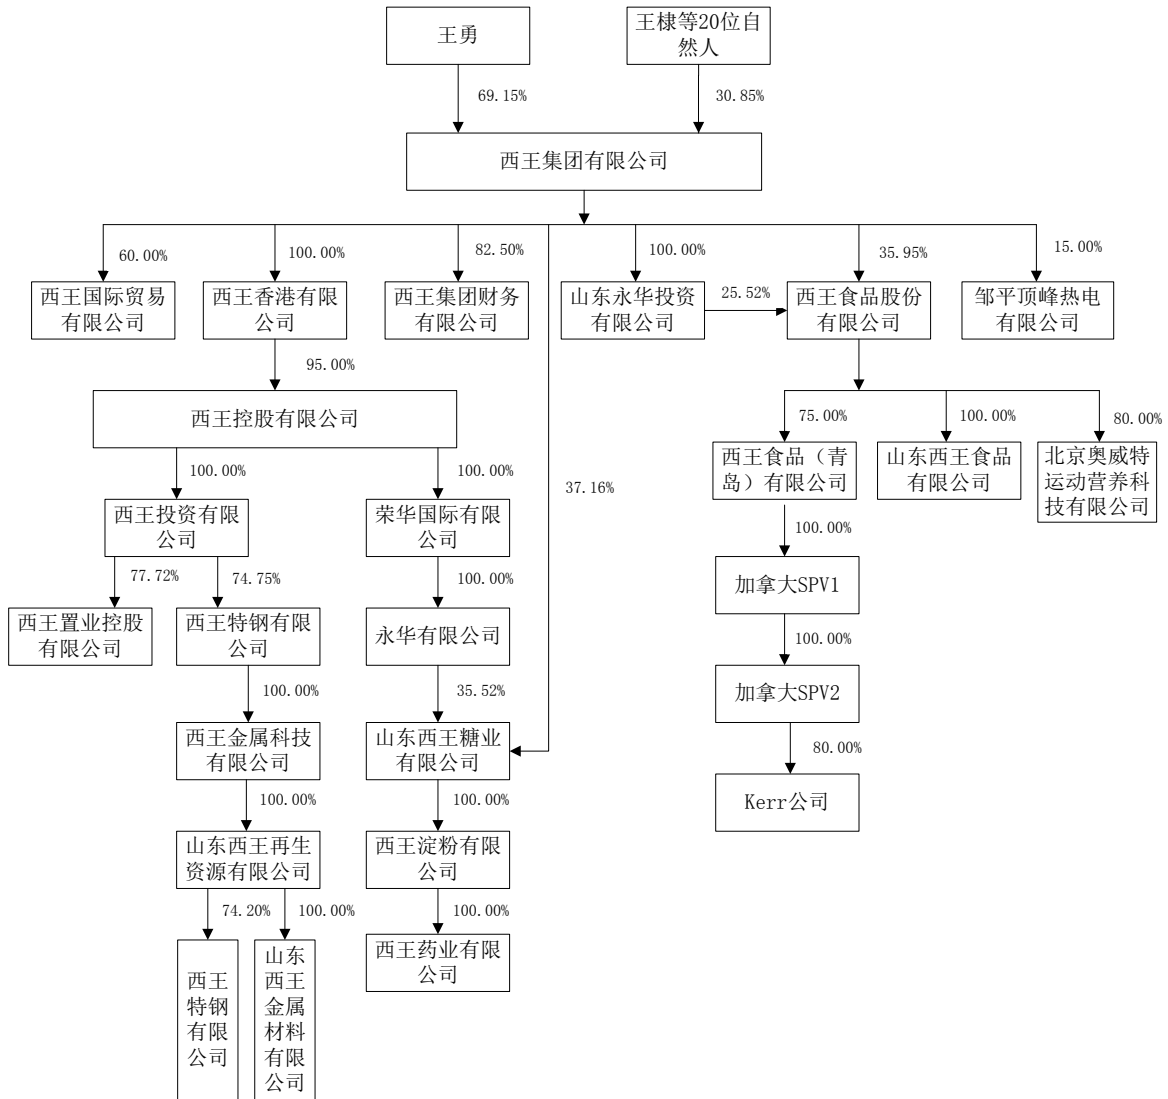 王勇
王棣等20位自
然人
69.15%
30.85%
西王集团有限公司
60.00%
100.00%
82.50%
100.00%
35.95%
15.00%
西王国际贸易
有限公司
西王香港有限
公司
西王集团财务
有限公司
山东永华投资
有限公司
25.52%
西王食品股份
有限公司
邹平顶峰热电
有限公司
95.00%
西王控股有限公司
75.00%
100.00%
80.00%
37.16%
西王食品（青
岛）有限公司
山东西王食品
有限公司
北京奥威特
运动营养科
技有限公司
100.00%
100.00%
西王投资有限
公司
荣华国际有限
公司
100.00%
77.72%
74.75%
100.00%
加拿大SPV1
西王置业控股
有限公司
西王特钢有限
公司
永华有限公司
100.00%
100.00%
35.52%
加拿大SPV2
西王金属科技
有限公司
山东西王糖业
有限公司
80.00%
100.00%
100.00%
Kerr公司
山东西王再生
资源有限公司
西王淀粉有限
公司
74.20%
100.00%
100.00%
西王药业有限
公司
西王
特钢
有限
公司
山东
西王
金属
材料
有限
公司